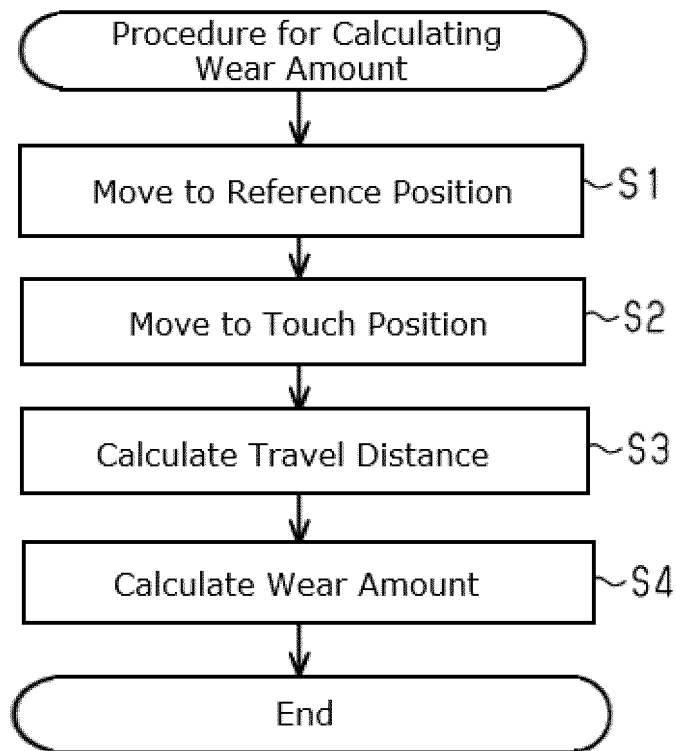 Procedure for Calculating
Wear Amount
Move to Reference Position
S1
Move to Touch Position
S2
Calculate Travel Distance
S3
Calculate Wear Amount
S4
End